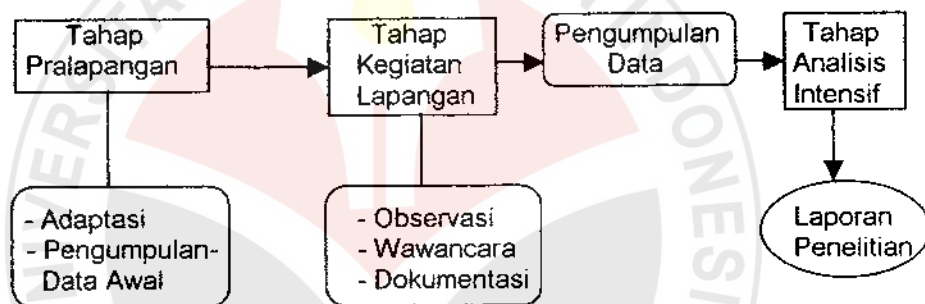 Tahap
Pralapangan
Tahap
Kegiatan
Lapangan
Pengumpulan
Data
Tahap
Analisis
Intensif
- Adaptasi
- Pengumpulan-
Data Awal
- Observasi
- Wawancara
- Dokumentasi
Laporan
Penelitian